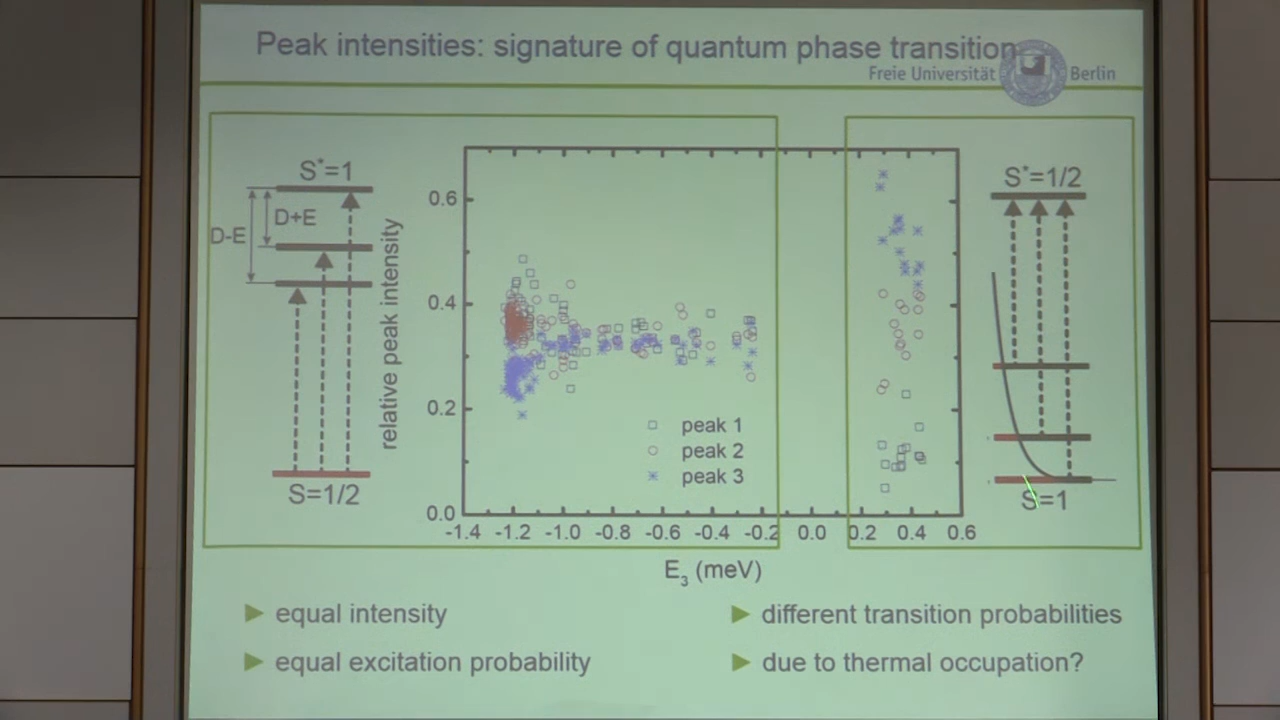 Peak intensities: signature of quantum phase transition
Freie Universität Berlin
S*=1
D+E
D-E
S=1/2
relative peak intensity
0.6
0.4
0.2
0.0
peak 1
peak 2
peak 3
-1.4 -1.2 -1.0 -0.8 -0.6 -0.4 -0.2 0.0 0.2 0.4 0.6
E3 (meV)
S*=1/2
S=1
equal intensity
equal excitation probability
different transition probabilities
due to thermal occupation?